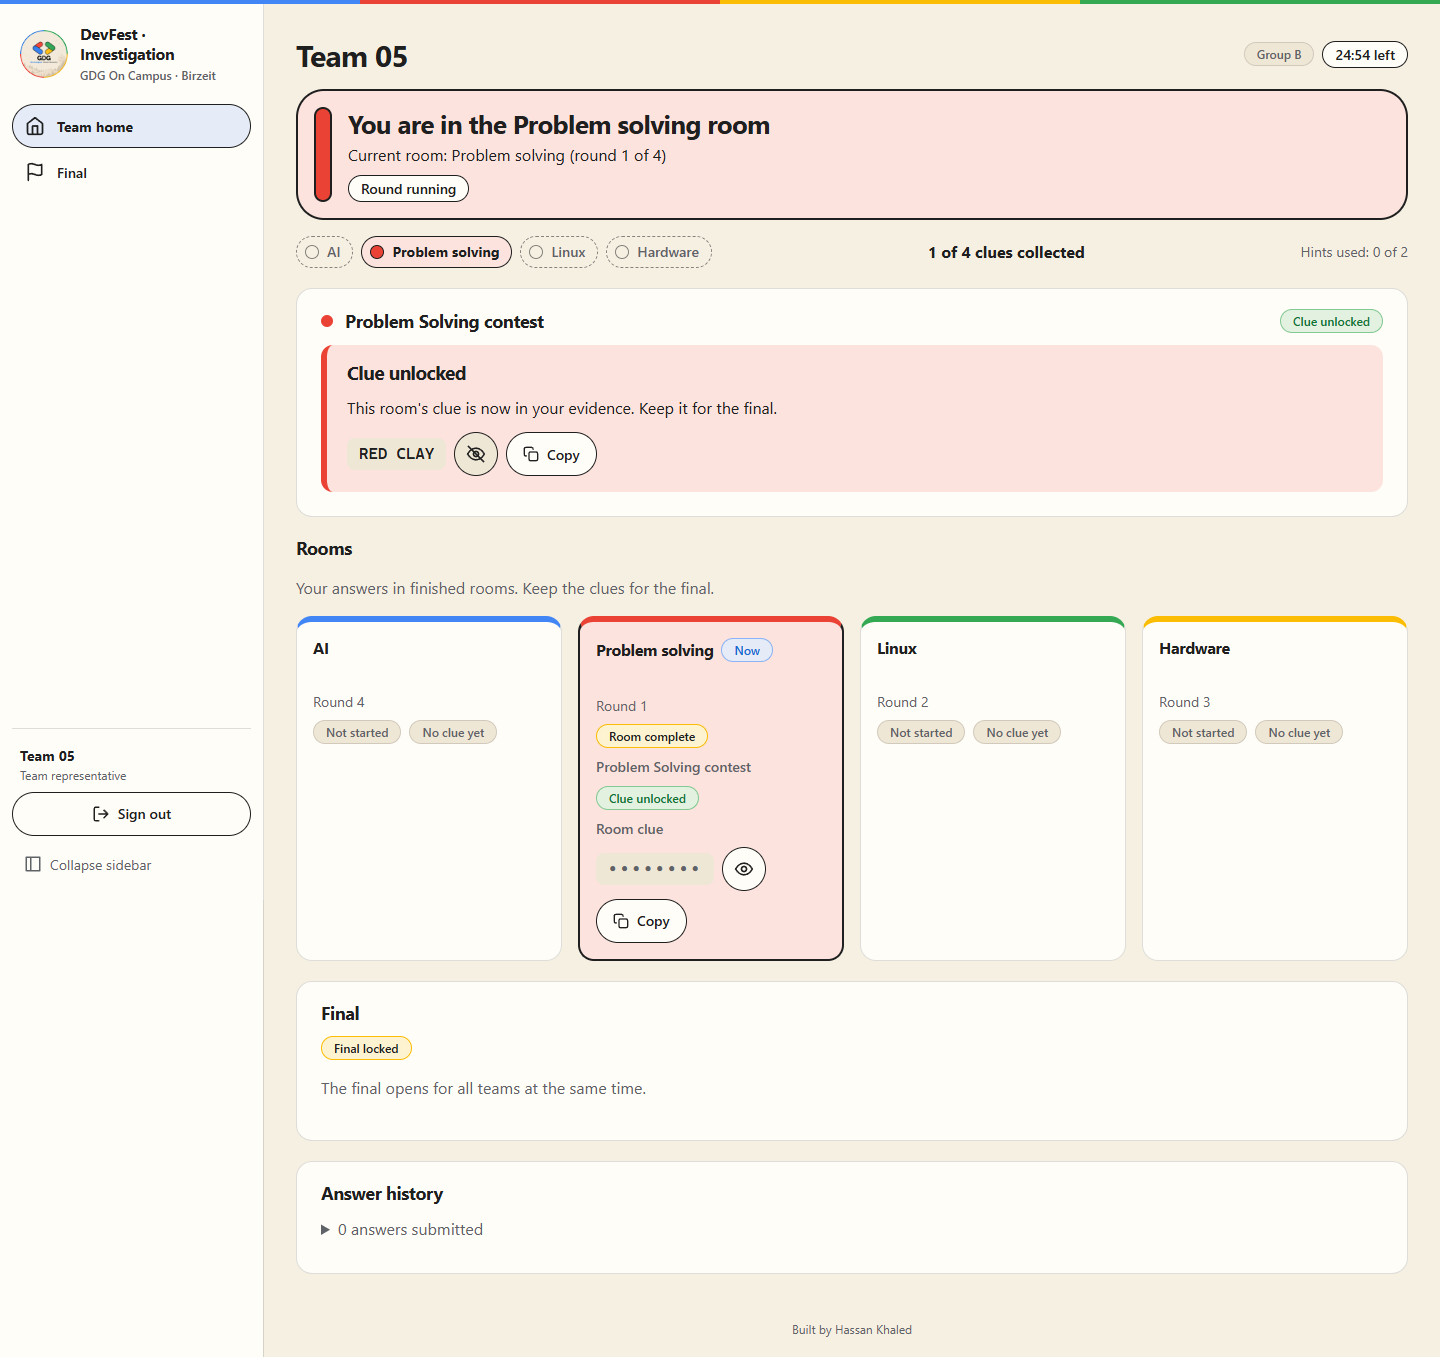 DevFest ·
Investigation
GDG On Campus · Birzeit
Team home
Final
Team 05
Team representative
Sign out
Collapse sidebar
Team 05
Group B
24:54 left
You are in the Problem solving room
Current room: Problem solving (round 1 of 4)
Round running
AI
Problem solving
Linux
Hardware
1 of 4 clues collected
Hints used: 0 of 2
Problem Solving contest
Clue unlocked
Clue unlocked
This room's clue is now in your evidence. Keep it for the final.
RED CLAY
Copy
Rooms
Your answers in finished rooms. Keep the clues for the final.
AI
Round 4
Not started
No clue yet
Problem solving
Now
Round 1
Room complete
Problem Solving contest
Clue unlocked
Room clue
••••••••
Copy
Linux
Round 2
Not started
No clue yet
Hardware
Round 3
Not started
No clue yet
Final
Final locked
The final opens for all teams at the same time.
Answer history
0 answers submitted
Built by Hassan Khaled